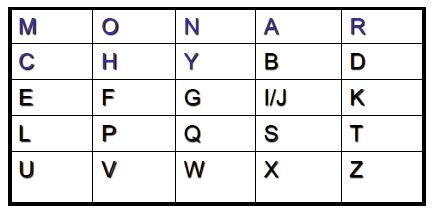 M O N A R
C H Y B D
E F G I/J K
L P Q S T
U V W X Z